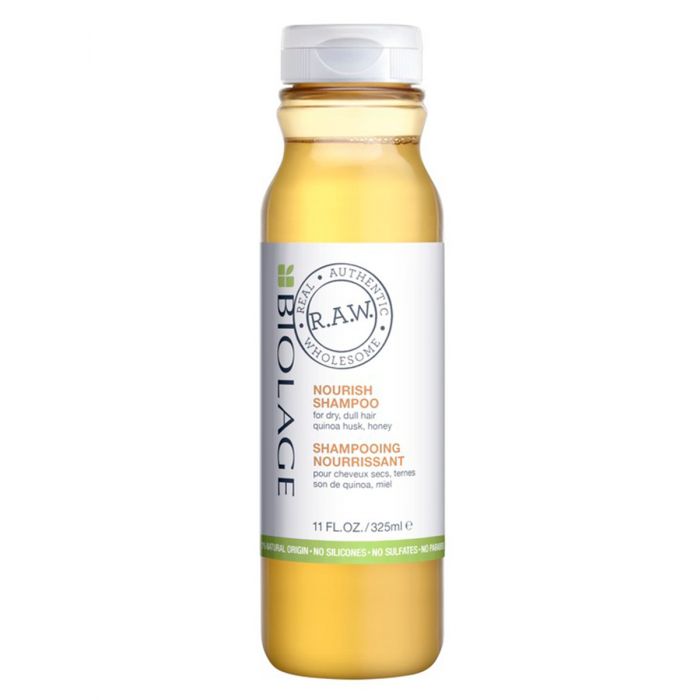 BIOLAGE
REAL • AUTHENTIC • WHOLESOME •
R.A.W.
NOURISH
SHAMPOO
for dry, dull hair
quinoa husk, honey
SHAMPOOING
NOURRISSANT
pour cheveux secs, ternes
son de quinoa, miel
11 FL.OZ./325ml e
NATURAL ORIGIN • NO SILICONES • NO SULFATES • NO